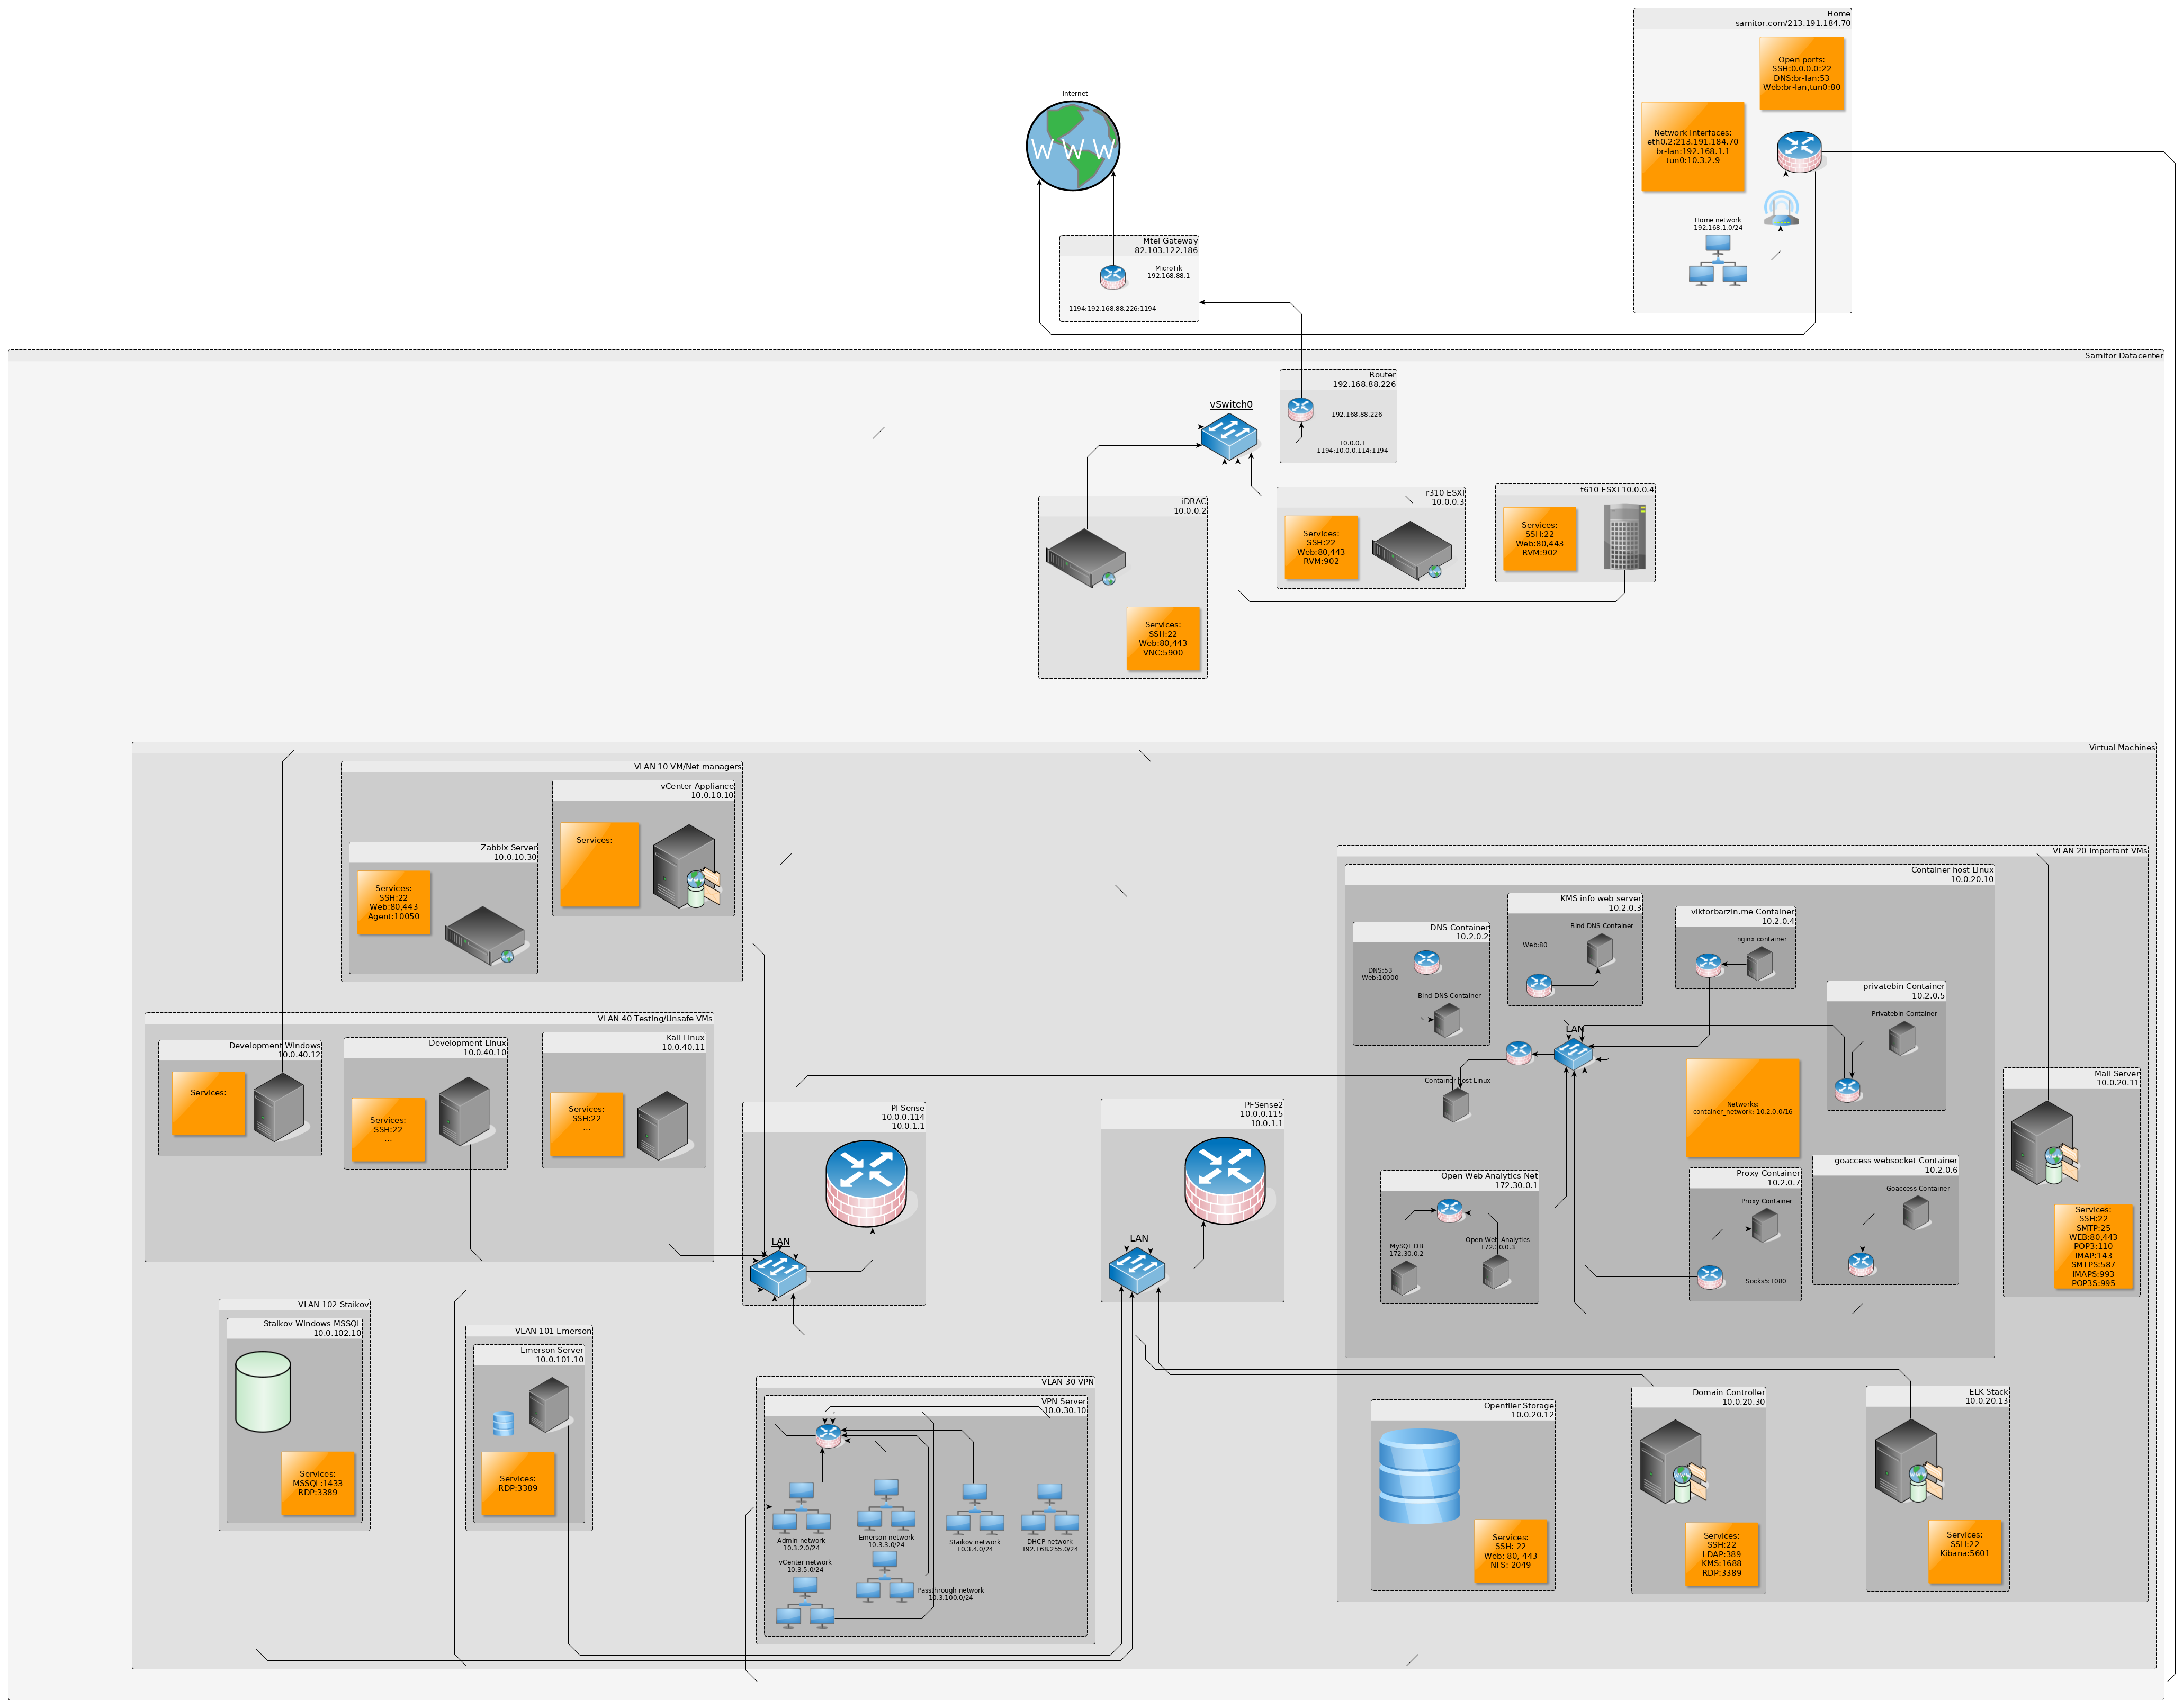 Home
samitor.com/213.191.184.70
Open ports:
SSH:0.0.0.0:22
DNS:br-lan:53
Web:br-lan,tun0:80
Network Interfaces:
eth0.2:213.191.184.70
br-lan:192.168.1.1
tun0:10.3.2.9
Home network
192.168.1.0/24
Internet
WWW
Mtel Gateway
82.103.122.186
MicroTik
192.168.88.1
1194:192.168.88.226:1194
Samitor Datacenter
Router
192.168.88.226
192.168.88.226
10.0.0.1
1194:10.0.0.114:1194
vSwitch0
iDRAC
10.0.0.2
Services:
SSH:22
Web:80,443
VNC:5900
r310 ESXi
10.0.0.3
Services:
SSH:22
Web:80,443
RVM:902
t610 ESXi 10.0.0.4
Services:
SSH:22
Web:80,443
RVM:902
Virtual Machines
VLAN 10 VM/Net managers
vCenter Appliance
10.0.10.10
Services:
Zabbix Server
10.0.10.30
Services:
SSH:22
Web:80,443
Agent:10050
VLAN 40 Testing/Unsafe VMs
Development Windows
10.0.40.12
Services:
Development Linux
10.0.40.10
Services:
SSH:22
...
Kali Linux
10.0.40.11
Services:
SSH:22
...
PFSense
10.0.0.114
10.0.1.1
LAN
PFSense2
10.0.0.115
10.0.1.1
LAN
VLAN 20 Important VMs
Container host Linux
10.0.20.10
DNS Container
10.2.0.2
DNS:53
Web:10000
Bind DNS Container
KMS info web server
10.2.0.3
Bind DNS Container
Web:80
viktorbarzin.me Container
10.2.0.4
nginx container
privatebin Container
10.2.0.5
Privatebin Container
LAN
Container host Linux
Networks:
container_network: 10.2.0.0/16
Open Web Analytics Net
172.30.0.1
MySQL DB
172.30.0.2
Open Web Analytics
172.30.0.3
Proxy Container
10.2.0.7
Proxy Container
Socks5:1080
goaccess websocket Container
10.2.0.6
Goaccess Container
Mail Server
10.0.20.11
Services:
SSH:22
SMTP:25
WEB:80,443
POP3:110
IMAP:143
SMTPS:587
IMAPS:993
POP3S:995
VLAN 102 Staikov
Staikov Windows MSSQL
10.0.102.10
Services:
MSSQL:1433
RDP:3389
VLAN 101 Emerson
Emerson Server
10.0.101.10
Services:
RDP:3389
VLAN 30 VPN
VPN Server
10.0.30.10
Admin network
10.3.2.0/24
Emerson network
10.3.3.0/24
Staikov network
10.3.4.0/24
DHCP network
192.168.255.0/24
vCenter network
10.3.5.0/24
Passthrough network
10.3.100.0/24
Openfiler Storage
10.0.20.12
Services:
SSH: 22
Web: 80, 443
NFS: 2049
Domain Controller
10.0.20.30
Services:
SSH:22
LDAP:389
KMS:1688
RDP:3389
ELK Stack
10.0.20.13
Services:
SSH:22
Kibana:5601